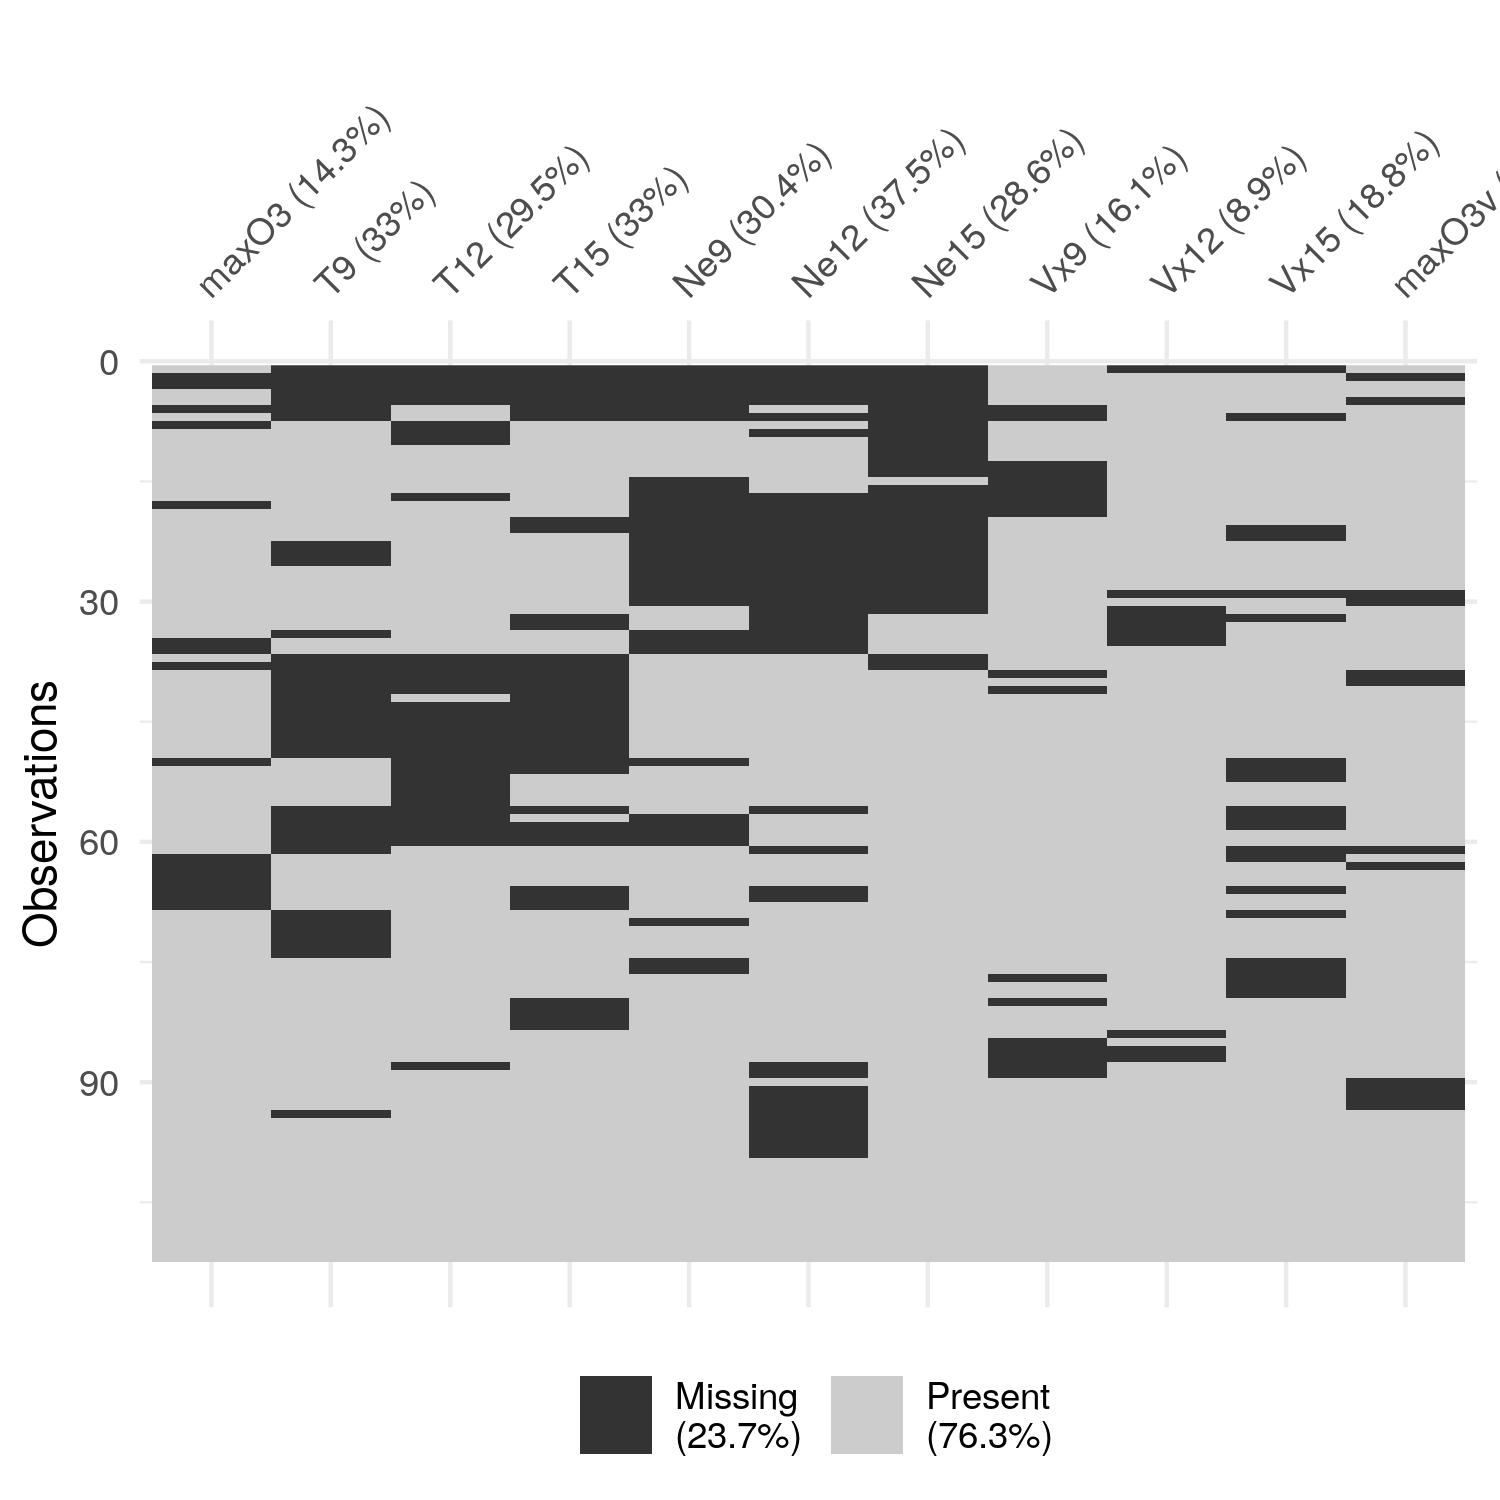 maxO3 (14.3%)
T9 (33%)
T12 (29.5%)
T15 (33%)
Ne9 (30.4%)
Ne12 (37.5%)
Ne15 (28.6%)
Vx9 (16.1%)
Vx12 (8.9%)
Vx15 (18.8%)
maxO3v (
0
30
60
90
Observations
Missing
(23.7%)
Present
(76.3%)